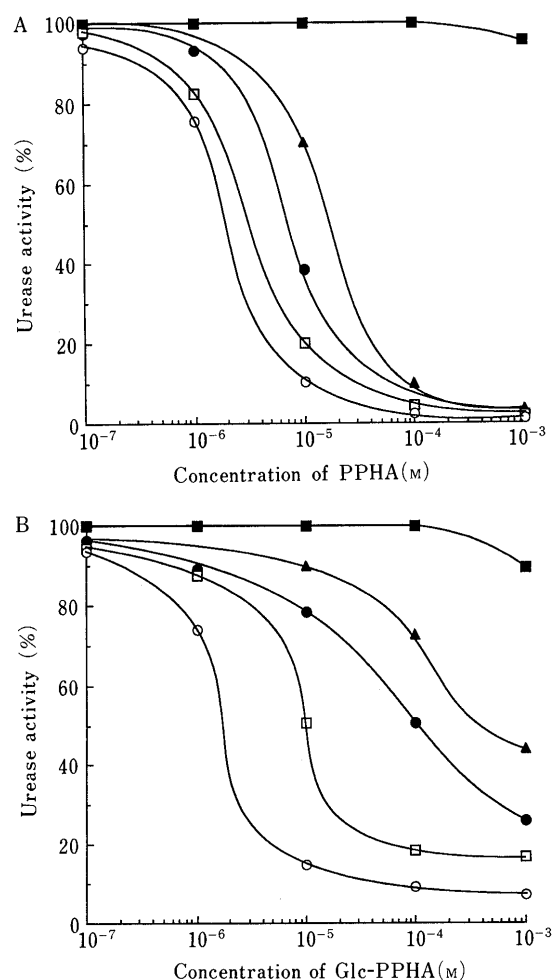 A
Urease activity (%)
100
80
60
40
20
0
10⁻⁷ 10⁻⁶ 10⁻⁵ 10⁻⁴ 10⁻³
Concentration of PPHA(M)
B
Urease activity (%)
100
80
60
40
20
0
10⁻⁷ 10⁻⁶ 10⁻⁵ 10⁻⁴ 10⁻³
Concentration of Glc-PPHA(M)